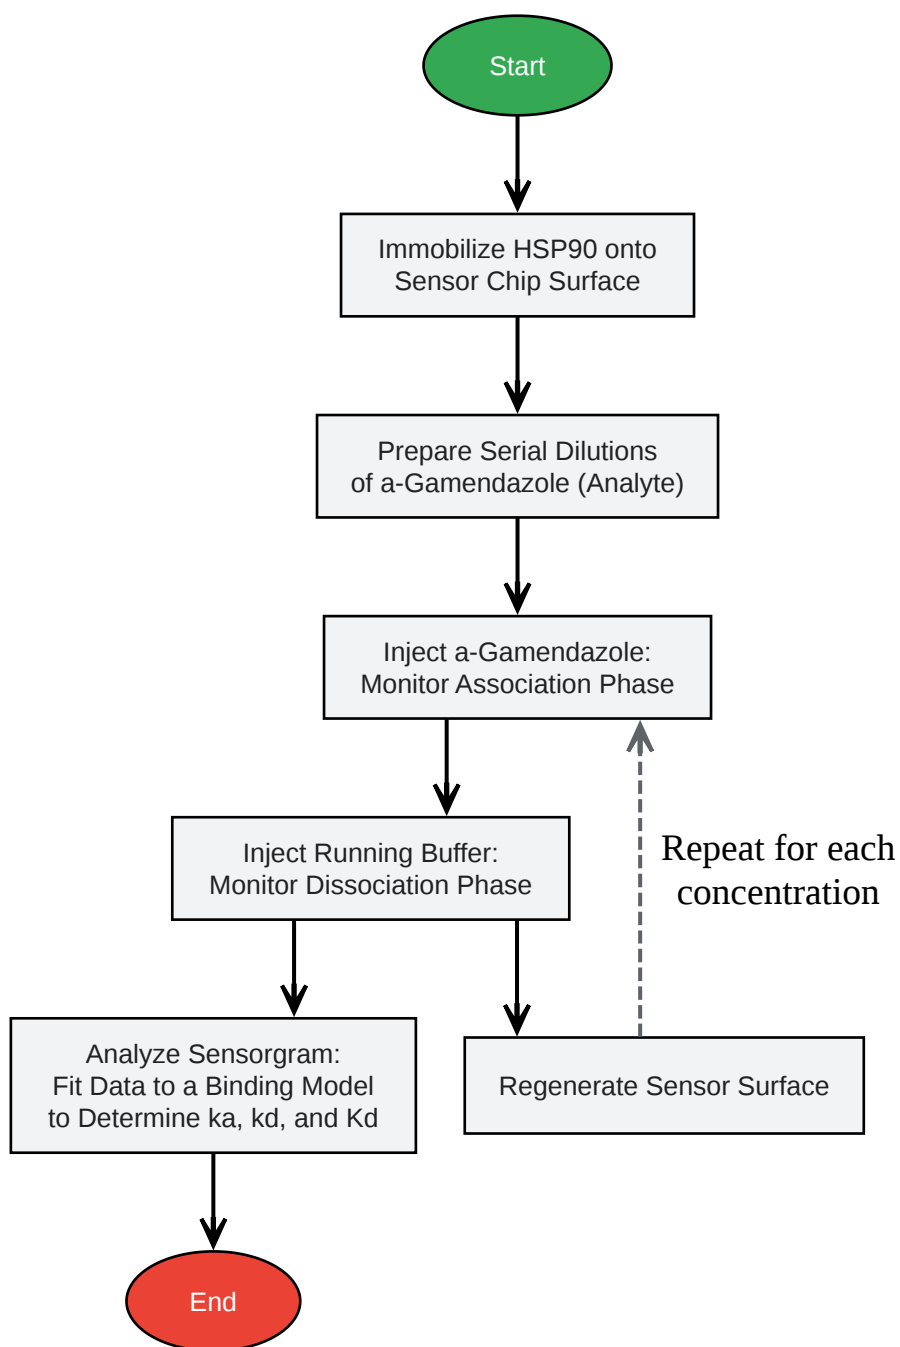 Start
Immobilize HSP90 onto
Sensor Chip Surface
Prepare Serial Dilutions
of a-Gamendazole (Analyte)
Inject a-Gamendazole:
Monitor Association Phase
Inject Running Buffer:
Monitor Dissociation Phase
Repeat for each
concentration
Analyze Sensorgram:
Fit Data to a Binding Model
to Determine ka, kd, and Kd
Regenerate Sensor Surface
End